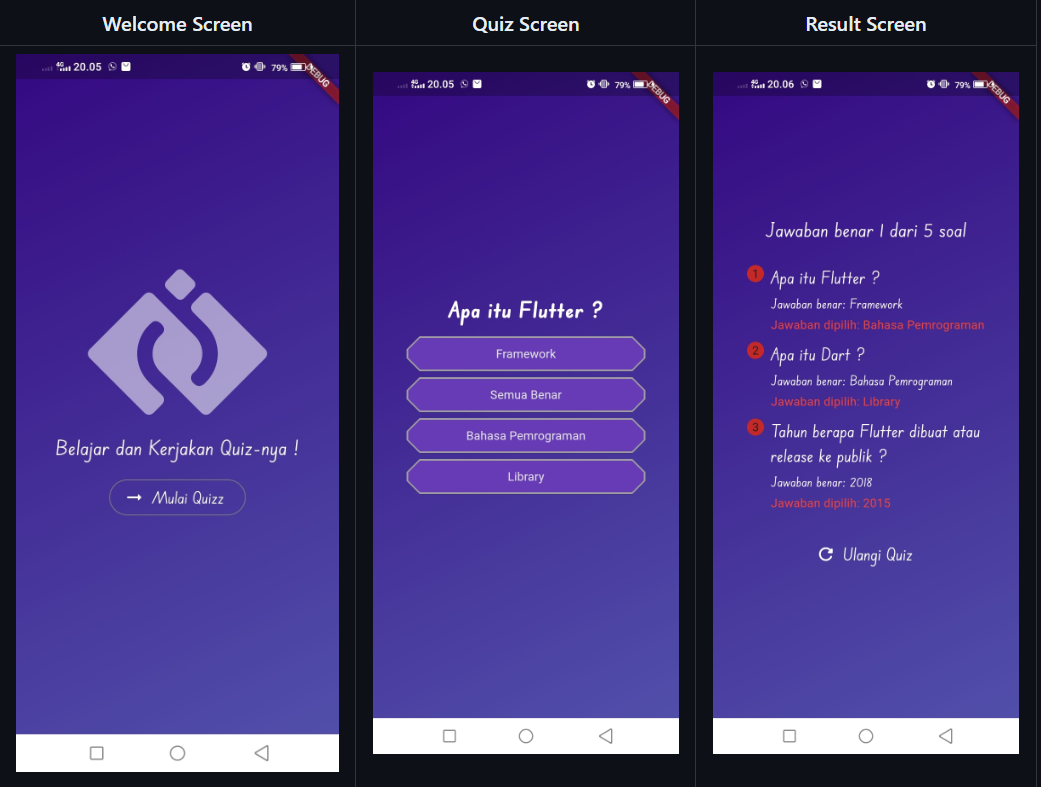 Welcome Screen
Quiz Screen
Result Screen
4G 20.05
79%
DEBUG
Belajar dan Kerjakan Quiz-nya !
Mulai Quizz
4G 20.05
79%
DEBUG
Apa itu Flutter ?
Framework
Semua Benar
Bahasa Pemrograman
Library
4G 20.06
79%
DEBUG
Jawaban benar 1 dari 5 soal
1 Apa itu Flutter ?
Jawaban benar: Framework
Jawaban dipilih: Bahasa Pemrograman
2 Apa itu Dart ?
Jawaban benar: Bahasa Pemrograman
Jawaban dipilih: Library
3 Tahun berapa Flutter dibuat atau
release ke publik ?
Jawaban benar: 2018
Jawaban dipilih: 2015
Ulangi Quiz